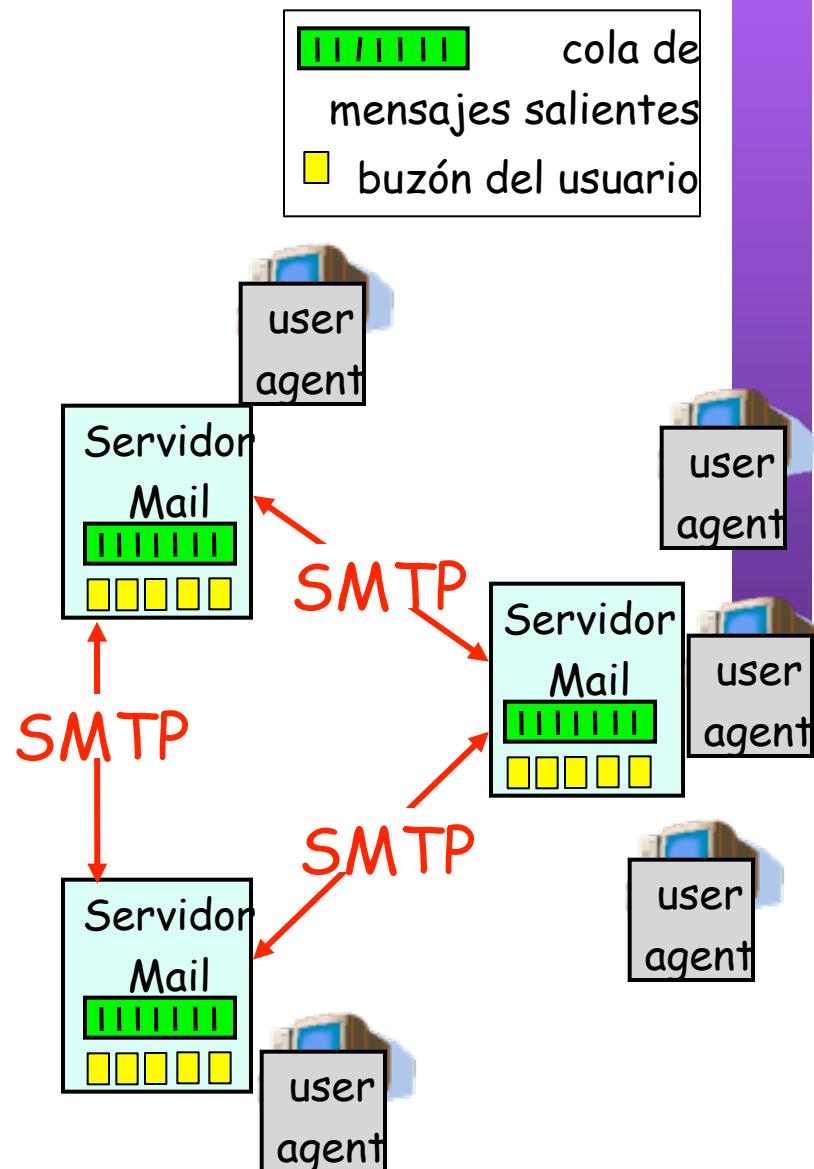 cola de
mensajes salientes
buzón del usuario
user
agent
Servidor
Mail
user
agent
SMTP
Servidor
Mail
user
agent
SMTP
SMTP
user
agent
Servidor
Mail
user
agent